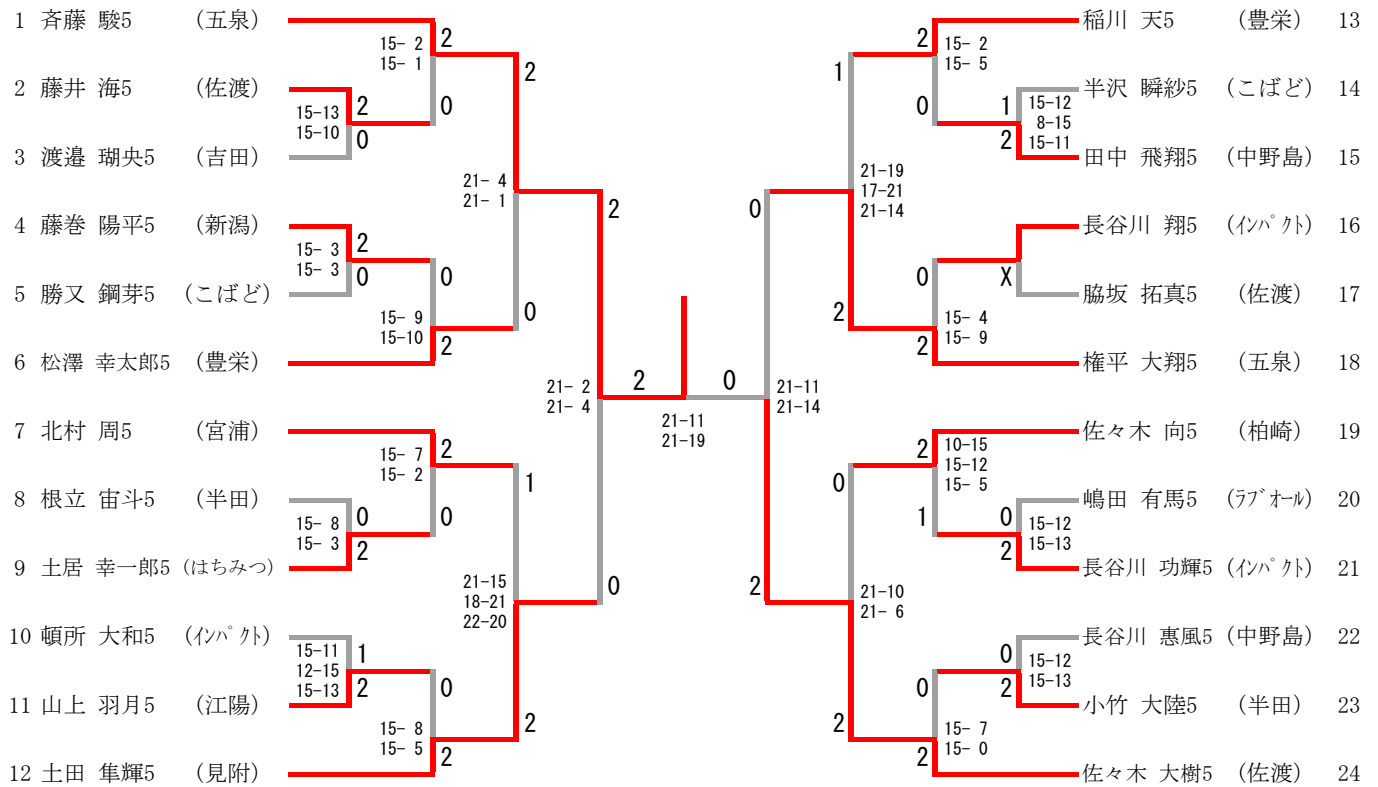 1 斉藤 駿5 （五泉）
2 藤井 海5 （佐渡）
3 渡邉 瑚央5 （吉田）
4 藤巻 陽平5 （新潟）
5 勝又 鋼芽5 （こばど）
6 松澤 幸太郎5 （豊栄）
7 北村 周5 （宮浦）
8 根立 宙斗5 （半田）
9 土居 幸一郎5 （はちみつ）
10 頓所 大和5 （ｲﾝﾊﾟｸﾄ）
11 山上 羽月5 （江陽）
12 土田 隼輝5 （見附）
15- 2 2
15- 1
0
15-13 2
15-10 0
2
21- 4
21- 1
15- 3 2
15- 3 0
0
15- 9
15-10 2
0
2
21- 2
21- 4
15- 7 2
15- 2
0
15- 8 0
15- 3 2
1
21-15
18-21
22-20
15-11 1
12-15
15-13 2
0
15- 8
15- 5 2
2
0
2 0
21-11
21-19
稲川 天5 （豊栄） 13
半沢 瞬紗5 （こばど） 14
田中 飛翔5 （中野島） 15
長谷川 翔5 （ｲﾝﾊﾟｸﾄ） 16
脇坂 拓真5 （佐渡） 17
権平 大翔5 （五泉） 18
佐々木 向5 （柏崎） 19
嶋田 有馬5 （ﾗﾌﾞｵｰﾙ） 20
長谷川 功輝5 （ｲﾝﾊﾟｸﾄ） 21
長谷川 惠風5 （中野島） 22
小竹 大陸5 （半田） 23
佐々木 大樹5 （佐渡） 24
2 15- 2
15- 5
0
1 15-12
8-15
2 15-11
1
21-19
17-21
21-14
X
0
15- 4
2 15- 9
2
0
21-11
21-14
2 10-15
15-12
15- 5
1
0 15-12
2 15-13
0
21-10
21- 6
0 15-12
2 15-13
0
15- 7
2 15- 0
2
2